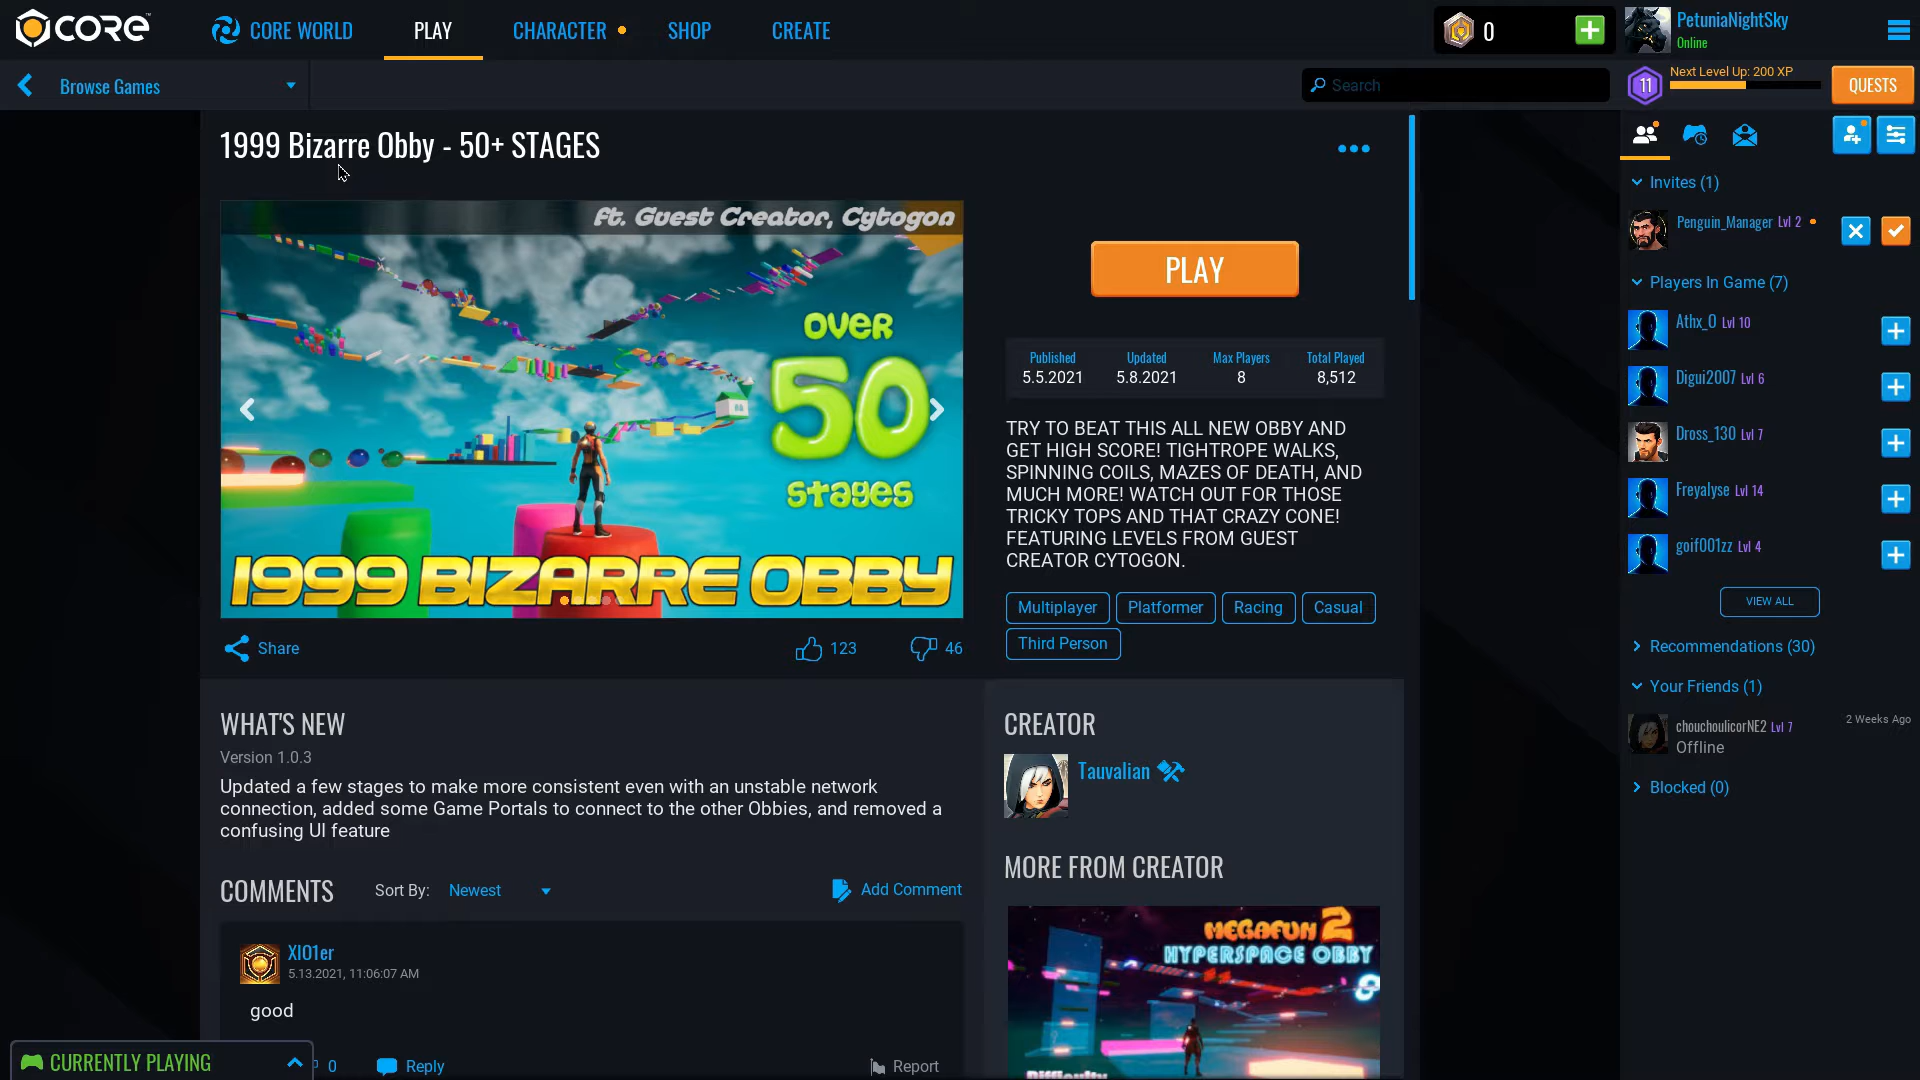 CORE
CORE WORLD
PLAY
CHARACTER
SHOP
CREATE
0
PetuniaNightSky
Online
Browse Games
Search
11
Next Level Up: 200 XP
QUESTS
1999 Bizarre Obby - 50+ STAGES
ft. Guest Creator, Cytogon
OVER
50
stages
1999 BIZARRE OBBY
Share
123
46
PLAY
Published
5.5.2021
Updated
5.8.2021
Max Players
8
Total Played
8,512
TRY TO BEAT THIS ALL NEW OBBY AND
GET HIGH SCORE! TIGHTROPE WALKS,
SPINNING COILS, MAZES OF DEATH, AND
MUCH MORE! WATCH OUT FOR THOSE
TRICKY TOPS AND THAT CRAZY CONE!
FEATURING LEVELS FROM GUEST
CREATOR CYTOGON.
Multiplayer
Platformer
Racing
Casual
Third Person
WHAT'S NEW
Version 1.0.3
Updated a few stages to make more consistent even with an unstable network
connection, added some Game Portals to connect to the other Obbies, and removed a
confusing UI feature
COMMENTS
Sort By: Newest
Add Comment
XlO1er
5.13.2021, 11:06:07 AM
good
0
Reply
Report
CURRENTLY PLAYING
CREATOR
Tauvalian
MORE FROM CREATOR
MEGAFUN 2
HYPERSPACE OBBY
Difficulty
Invites (1)
Penguin_Manager Lvl 2
Players In Game (7)
Athx_O Lvl 10
Digui2007 Lvl 6
Dross_130 Lvl 7
Freyalyse Lvl 14
goif001zz Lvl 4
VIEW ALL
Recommendations (30)
Your Friends (1)
chouchoulicorNE2 Lvl 7
2 Weeks Ago
Offline
Blocked (0)